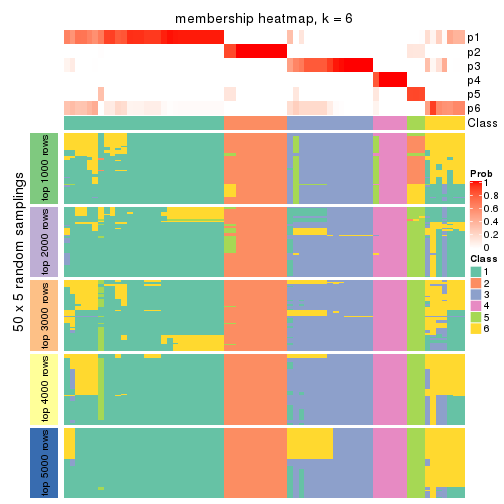 membership heatmap, k = 6
p1
p2
p3
p4
p5
p6
Class
50 x 5 random samplings
top 1000 rows
top 2000 rows
top 3000 rows
top 4000 rows
top 5000 rows
Prob
1
0.8
0.6
0.4
0.2
0
Class
1
2
3
4
5
6